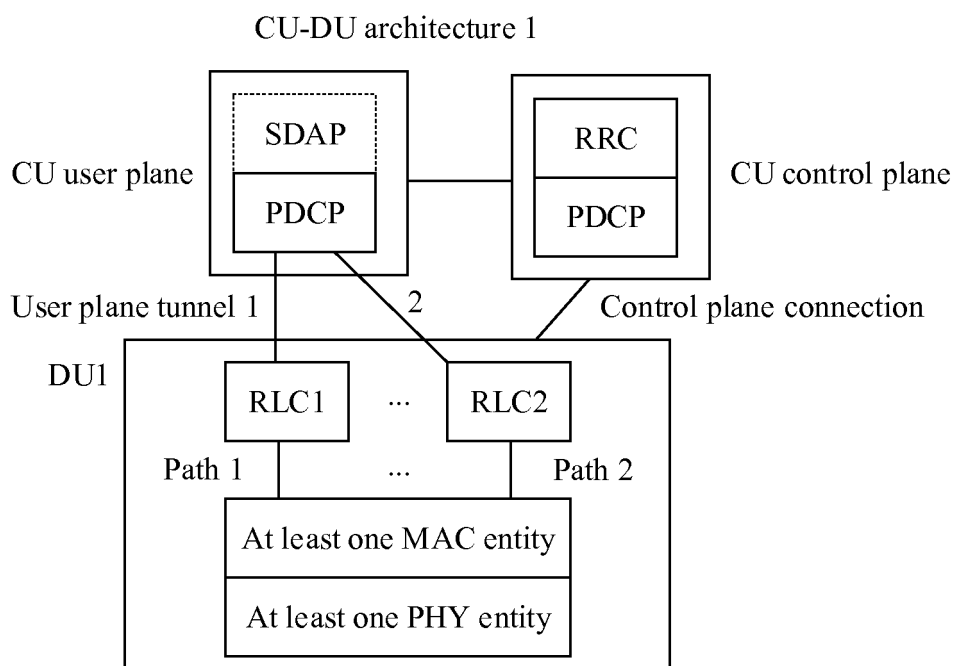 CU-DU architecture 1
SDAP
RRC
CU user plane
CU control plane
PDCP
PDCP
User plane tunnel 1
2
Control plane connection
DU1
RLC1
...
RLC2
Path 1
...
Path 2
At least one MAC entity
At least one PHY entity